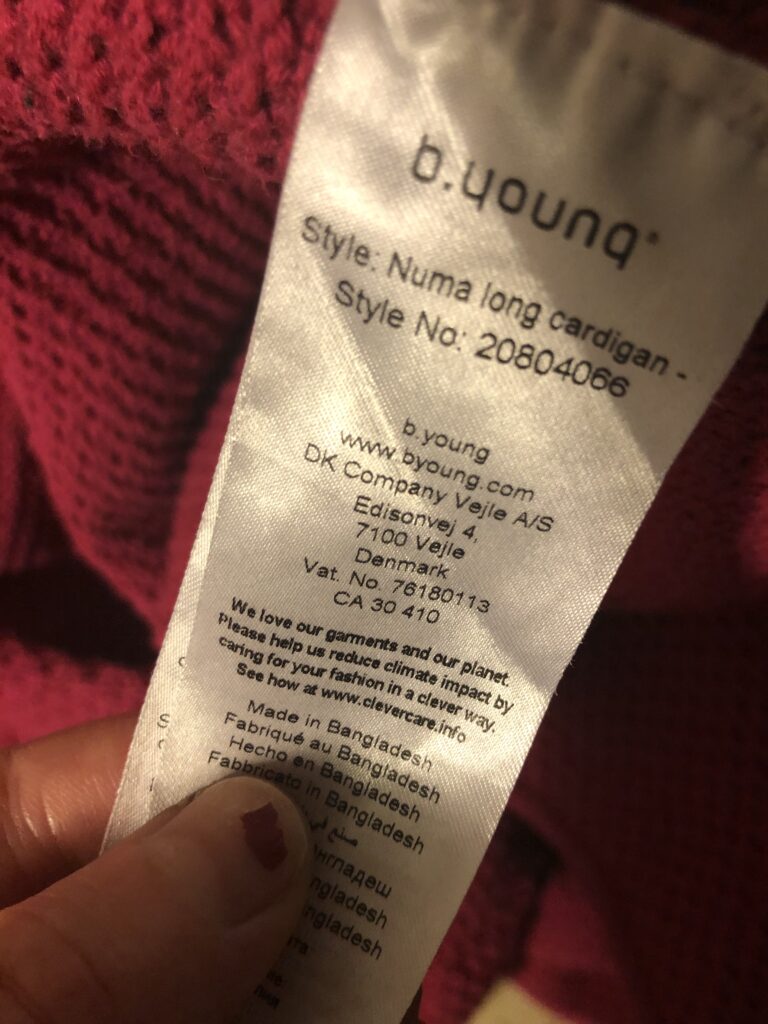 b.young®
Style: Numa long cardigan -
Style No: 20804066
b.young
www.byoung.com
DK Company Vejle A/S
Edisonvej 4,
7100 Vejle
Denmark
Vat. No. 76180113
CA 30 410
We love our garments and our planet.
Please help us reduce climate impact by
caring for your fashion in a clever way.
See how at www.clevercare.info
Made in Bangladesh
Fabriqué au Bangladesh
Hecho en Bangladesh
Fabbricato in Bangladesh
صنع في